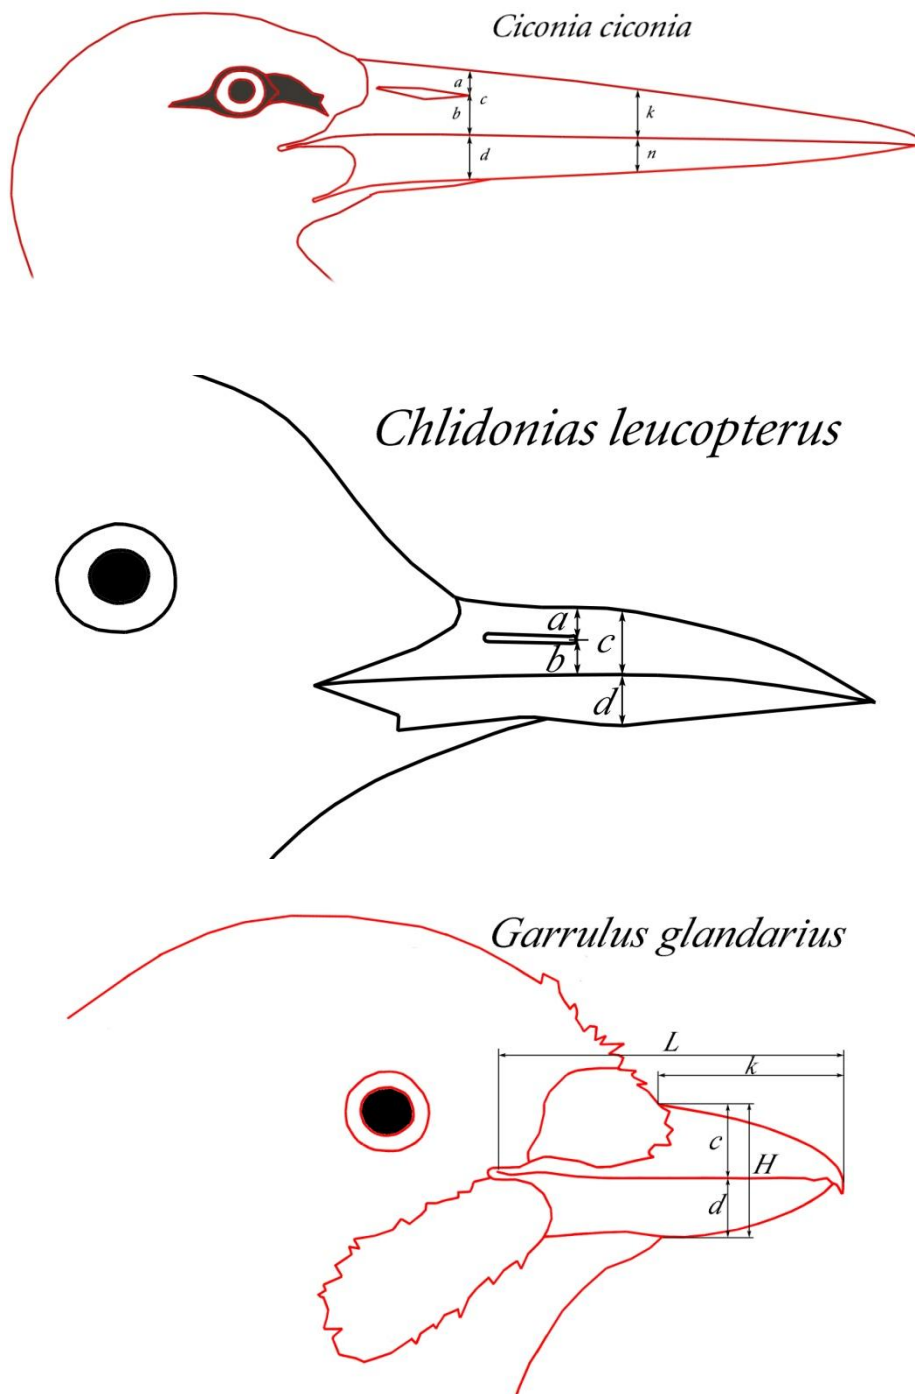 Ciconia ciconia
a
c
k
b
d
n
Chlidonias leucopterus
a
c
b
d
Garrulus glandarius
L
k
c
H
d